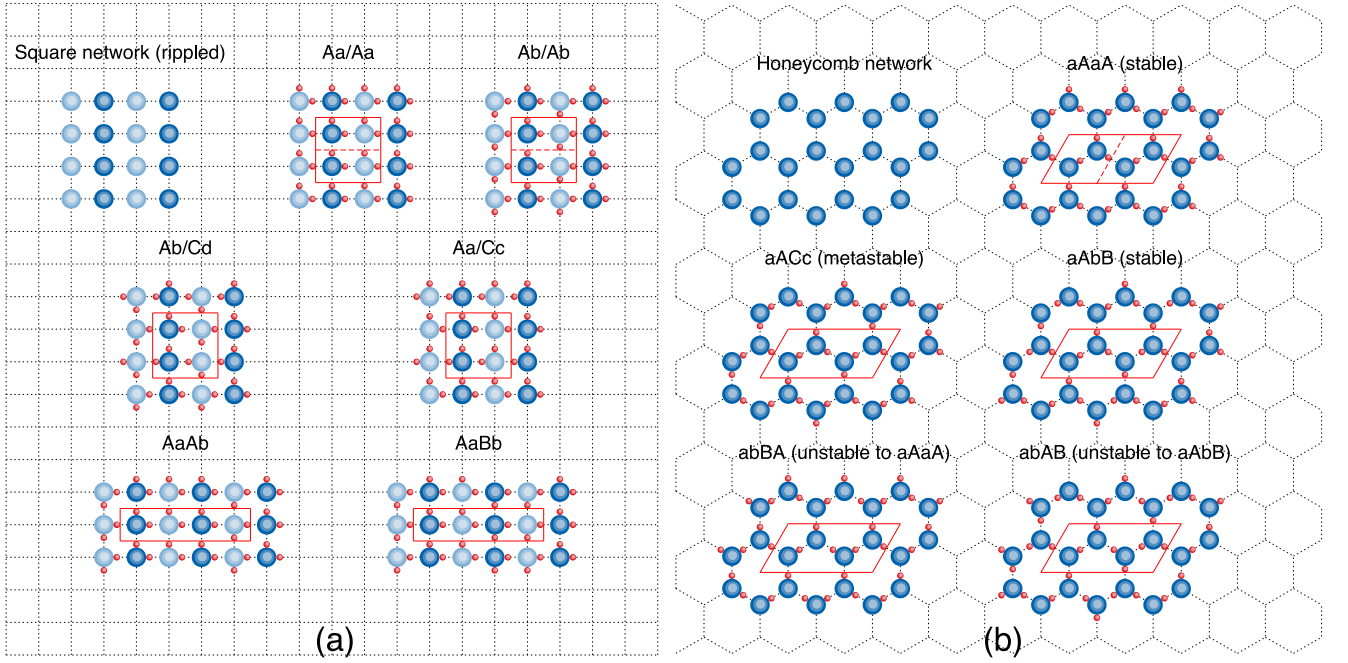 Square network (rippled)
Aa/Aa
Ab/Ab
Ab/Cd
Aa/Cc
AaAb
AaBb
(a)
Honeycomb network
aAaA (stable)
aACc (metastable)
aAbB (stable)
abBA (unstable to aAaA)
abAB (unstable to aAbB)
(b)